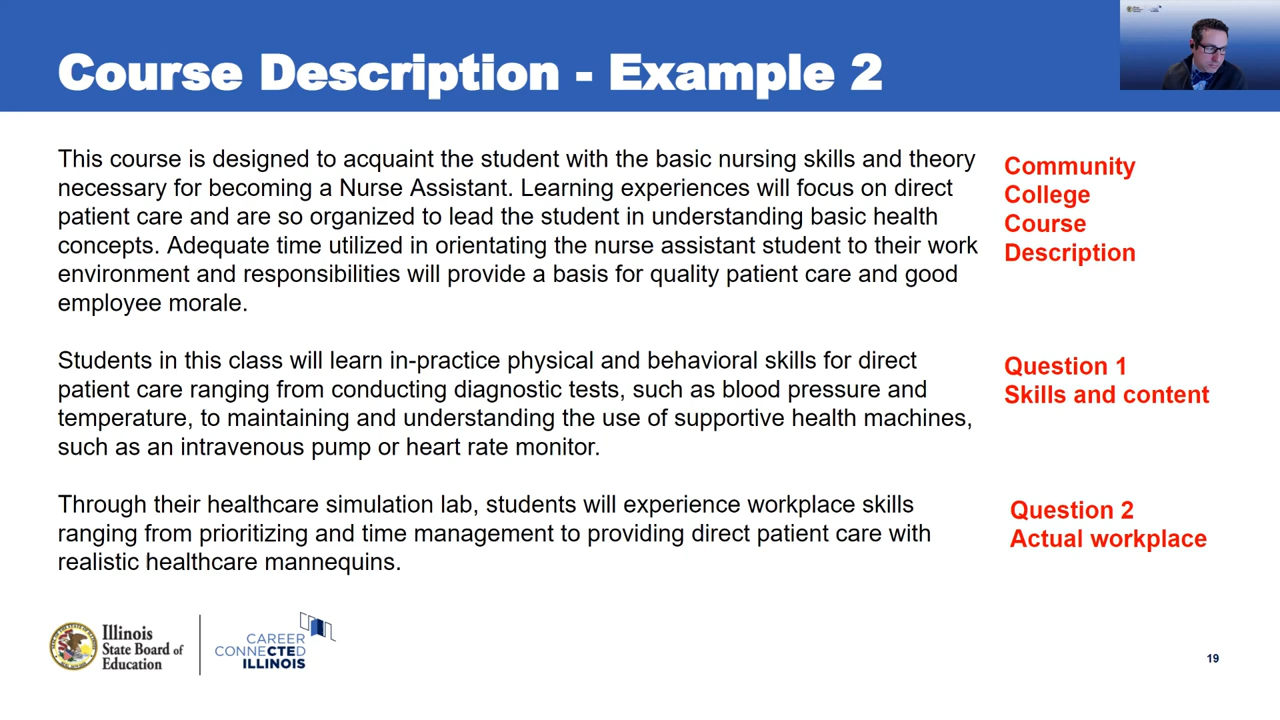 Course Description - Example 2
This course is designed to acquaint the student with the basic nursing skills and theory
necessary for becoming a Nurse Assistant. Learning experiences will focus on direct
patient care and are so organized to lead the student in understanding basic health
concepts. Adequate time utilized in orientating the nurse assistant student to their work
environment and responsibilities will provide a basis for quality patient care and good
employee morale.
Community
College
Course
Description
Students in this class will learn in-practice physical and behavioral skills for direct
patient care ranging from conducting diagnostic tests, such as blood pressure and
temperature, to maintaining and understanding the use of supportive health machines,
such as an intravenous pump or heart rate monitor.
Question 1
Skills and content
Through their healthcare simulation lab, students will experience workplace skills
ranging from prioritizing and time management to providing direct patient care with
realistic healthcare mannequins.
Question 2
Actual workplace
Illinois
State Board of
Education
CAREER
CONNECTED
ILLINOIS
19